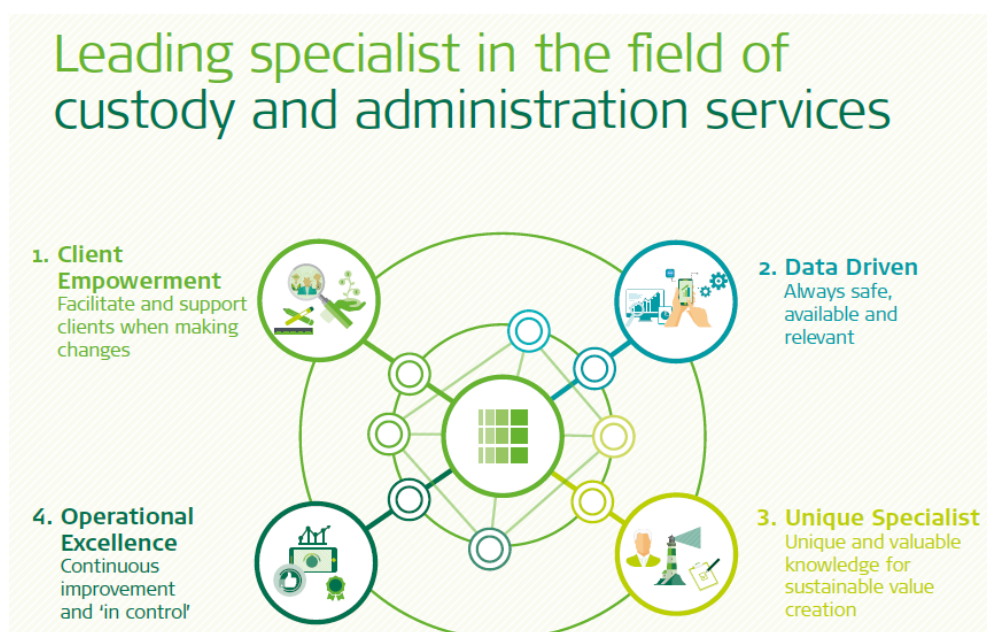 Leading specialist in the field of
custody and administration services
1. Client
Empowerment
Facilitate and support
clients when making
changes
2. Data Driven
Always safe,
available and
relevant
3. Unique Specialist
Unique and valuable
knowledge for
sustainable value
creation
4. Operational
Excellence
Continuous
improvement
and ‘in control’